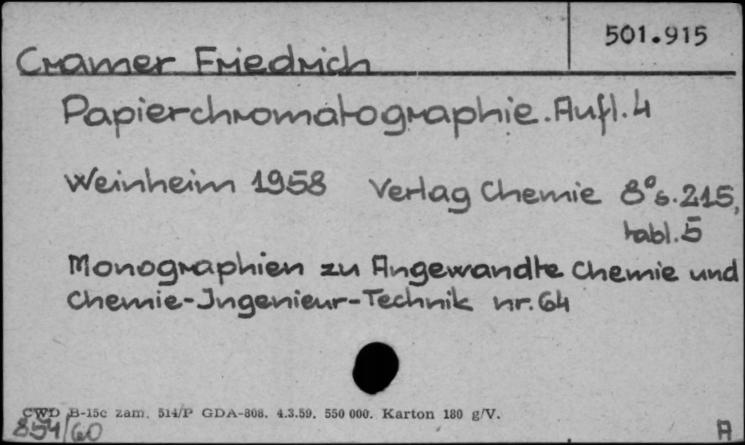 501.915
Cramer Friedrich
Papierchromatographie. Aufl. 4
Weinheim 1958 Verlag Chemie 8° s. 215,
tabl. 5
Monographien zu Angewandte Chemie und
Chemie-Ingenieur-Technik nr. 64
CWD B-15c zam. 514/P GDA-808. 4.3.59. 550 000. Karton 180 g/V.
854/60 A